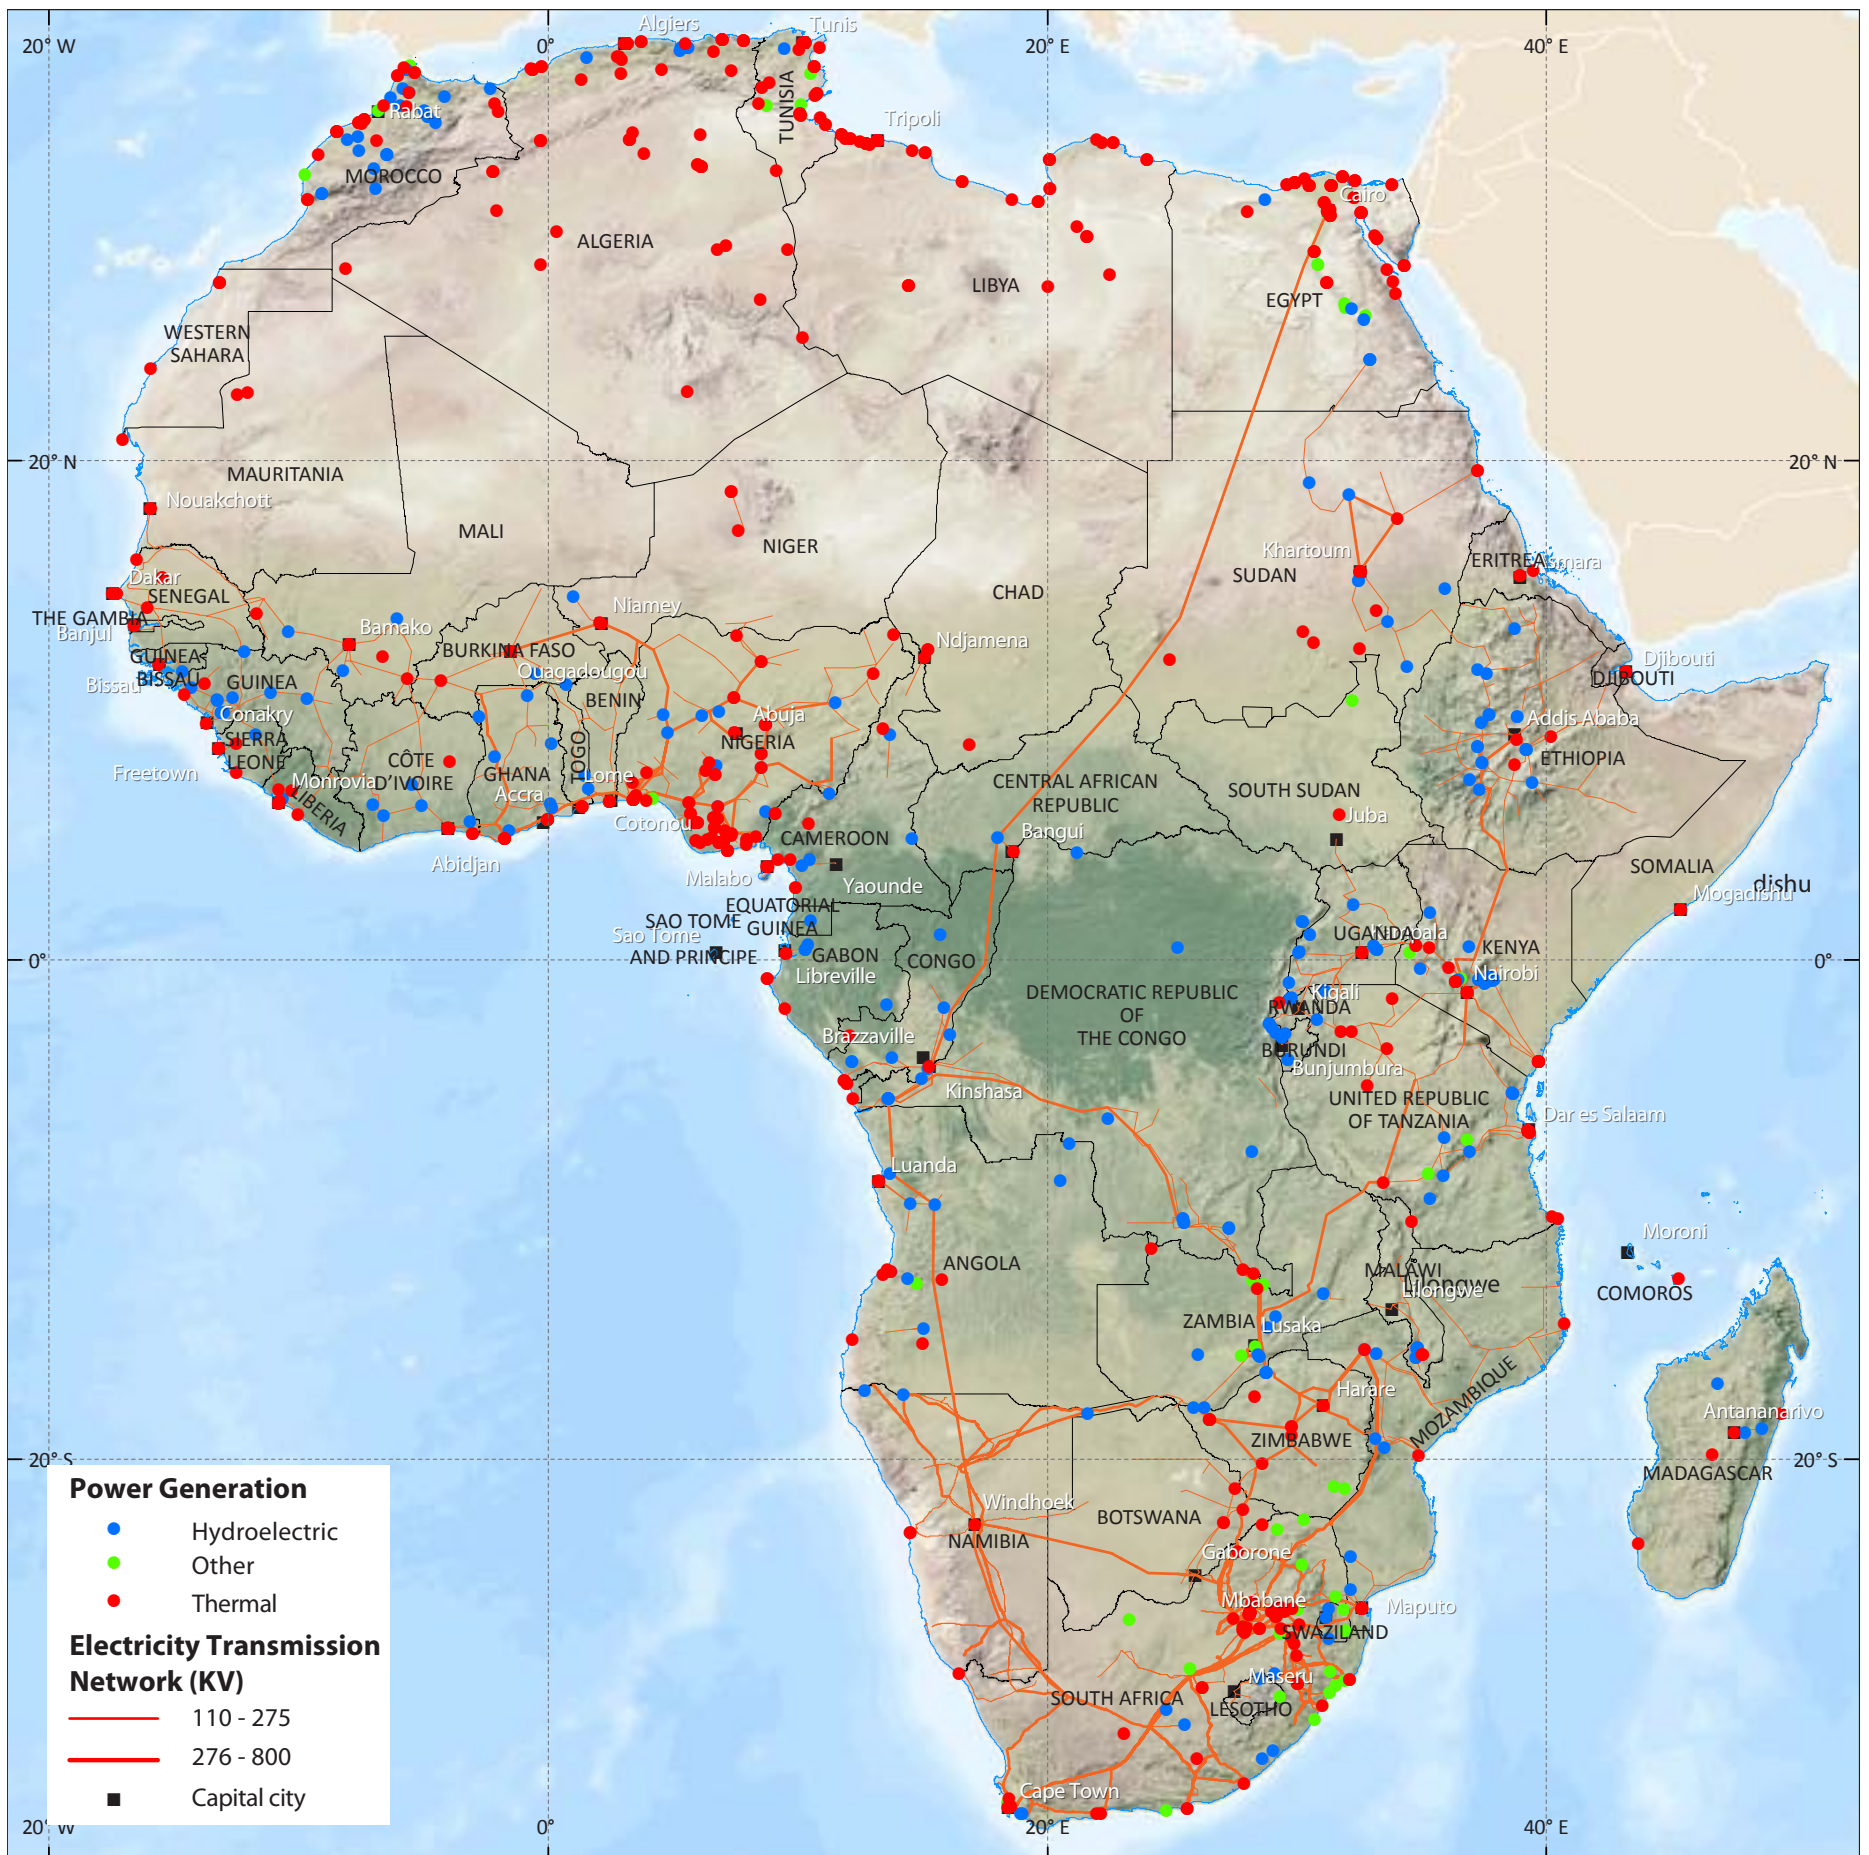 Algiers
Tunis
20° W
0°
20° E
40° E
Rabat
TUNISIA
Tripoli
MOROCCO
Cairo
ALGERIA
LIBYA
EGYPT
WESTERN
SAHARA
20° N
20° N
MAURITANIA
Nouakchott
MALI
NIGER
Khartoum
SUDAN
ERITREA
smara
Dakar
SENEGAL
CHAD
THE GAMBIA
Banjul
Niamey
Bamako
Ndjamena
BURKINA FASO
GUINEA
BISSAU
Bissau
Ouagadougou
GUINEA
BENIN
Djibouti
DJIBOUTI
Conakry
Abuja
Addis Ababa
SIERRA
LEONE
NIGERIA
TOGO
CÔTE
D'IVOIRE
ETHIOPIA
Freetown
Monrovia
LIBERIA
GHANA
Accra
Lome
CENTRAL AFRICAN
REPUBLIC
SOUTH SUDAN
Juba
Cotonou
Bangui
CAMEROON
Abidjan
Malabo
Yaounde
SOMALIA
dishu
Mogadishu
EQUATORIAL
GUINEA
SAO TOME
AND PRINCIPE
Sao Tome
UGANDA
KENYA
0°
0°
GABON
CONGO
Libreville
Nairobi
DEMOCRATIC REPUBLIC
OF
THE CONGO
Kigali
RWANDA
Brazzaville
BURUNDI
Bunjumbura
Kinshasa
UNITED REPUBLIC
OF TANZANIA
Dar es Salaam
Luanda
Moroni
ANGOLA
MALAWI
Lilongwe
Lilongwe
COMOROS
ZAMBIA
Lusaka
Harare
MOZAMBIQUE
Antananarivo
ZIMBABWE
20° S
20° S
MADAGASCAR
Windhoek
BOTSWANA
NAMIBIA
Gaborone
Mbabane
Maputo
SWAZILAND
Maseru
SOUTH AFRICA
LESOTHO
Cape Town
Power Generation
Hydroelectric
Other
Thermal
Electricity Transmission
Network (KV)
110 - 275
276 - 800
Capital city
20° W
0°
20° E
40° E